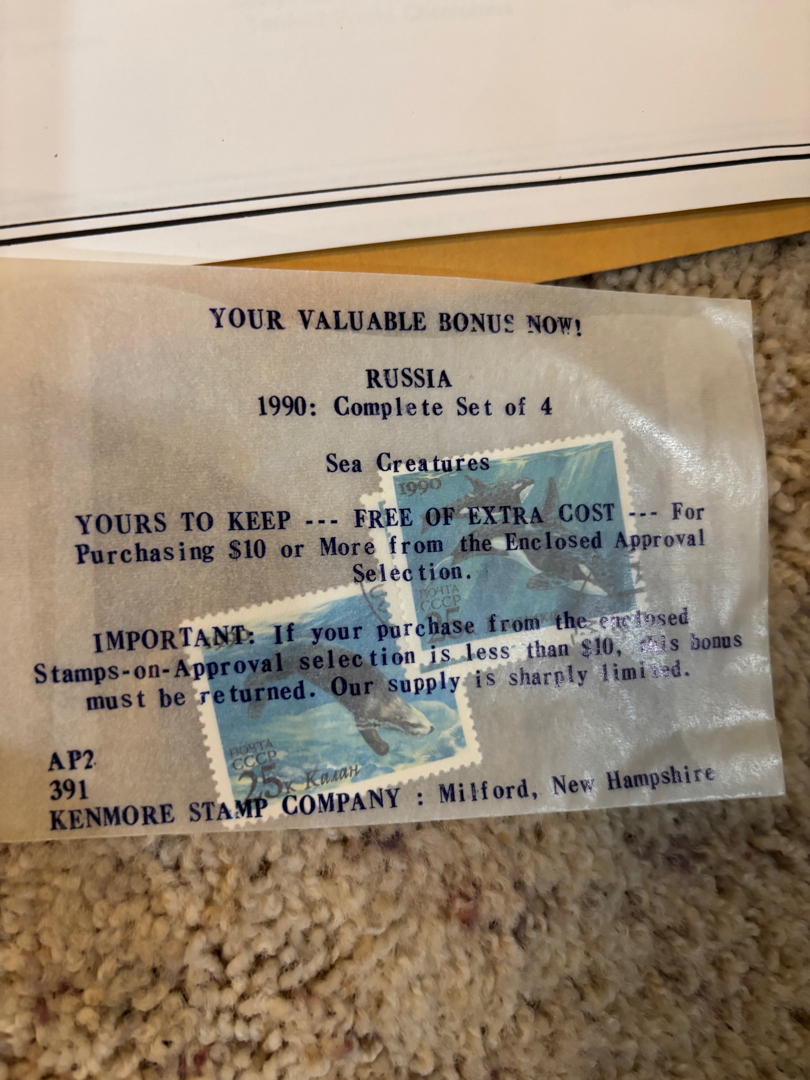 YOUR VALUABLE BONUS NOW!
RUSSIA
1990: Complete Set of 4
Sea Creatures
1990
YOURS TO KEEP --- FREE OF EXTRA COST --- For
Purchasing $10 or More from the Enclosed Approval
Selection.
ПОЧТА
СССР
25
IMPORTANT: If your purchase from the enclosed
Stamps-on-Approval selection is less than $10, this bonus
must be returned. Our supply is sharply limited.
ПОЧТА
СССР
25к Калан
AP2
391
KENMORE STAMP COMPANY : Milford, New Hampshire